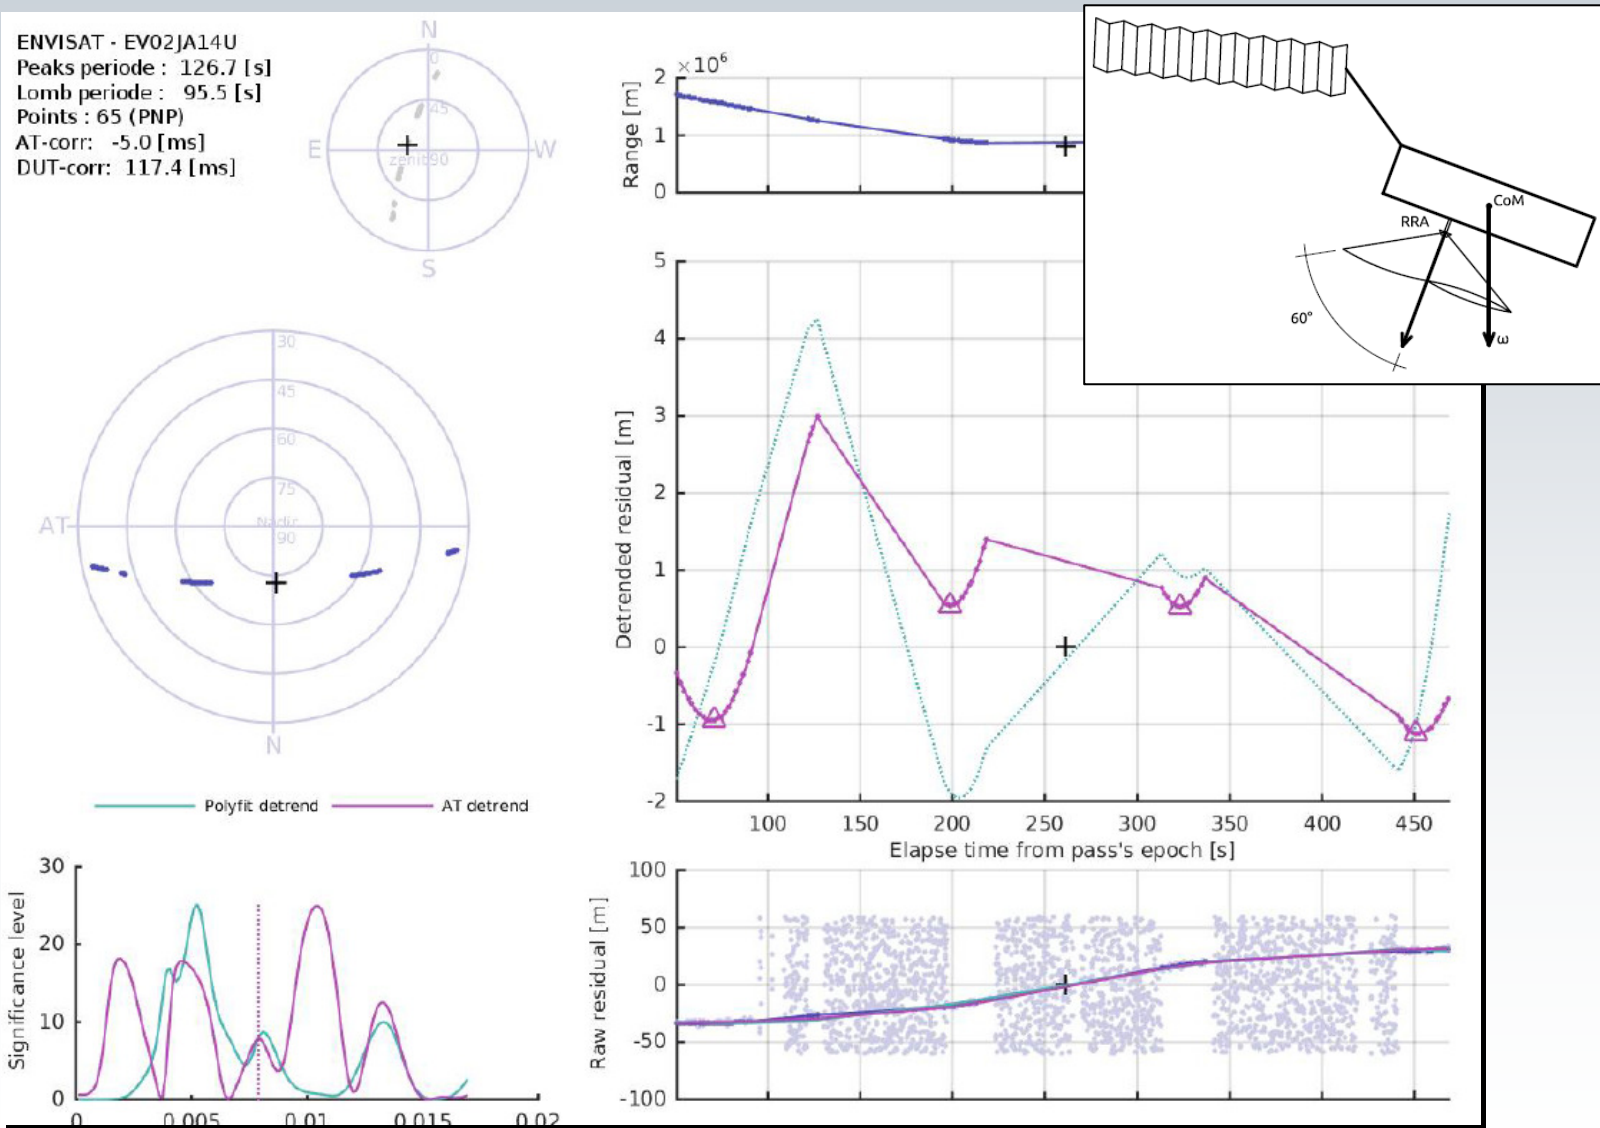 ENVISAT - EV02JA14U
Peaks periode : 126.7 [s]
Lomb periode : 95.5 [s]
Points : 65 (PNP)
AT-corr: -5.0 [ms]
DUT-corr: 117.4 [ms]
N
0
45
E
zenit90
W
S
×10⁶
2
1
0
Range [m]
CoM
RRA
60°
ω
30
45
60
75
AT
Nadir
90
N
5
4
3
2
1
0
-1
-2
Detrended residual [m]
100 150 200 250 300 350 400 450
Elapse time from pass's epoch [s]
Polyfit detrend AT detrend
30
20
10
0
Significance level
0 0.005 0.01 0.015 0.02
100
50
0
-50
-100
Raw residual [m]